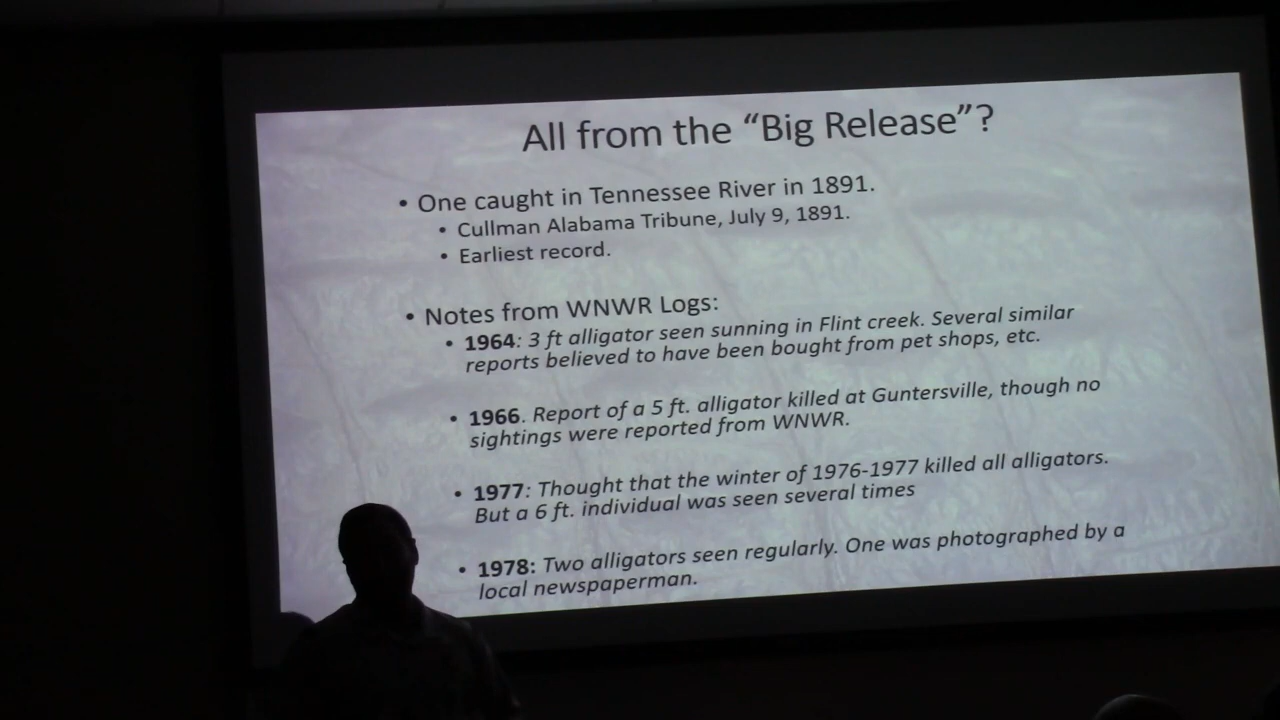 All from the “Big Release”?
• One caught in Tennessee River in 1891.
• Cullman Alabama Tribune, July 9, 1891.
• Earliest record.
• Notes from WNWR Logs:
• 1964: 3 ft alligator seen sunning in Flint creek. Several similar
reports believed to have been bought from pet shops, etc.
• 1966. Report of a 5 ft. alligator killed at Guntersville, though no
sightings were reported from WNWR.
• 1977: Thought that the winter of 1976-1977 killed all alligators.
But a 6 ft. individual was seen several times
• 1978: Two alligators seen regularly. One was photographed by a
local newspaperman.